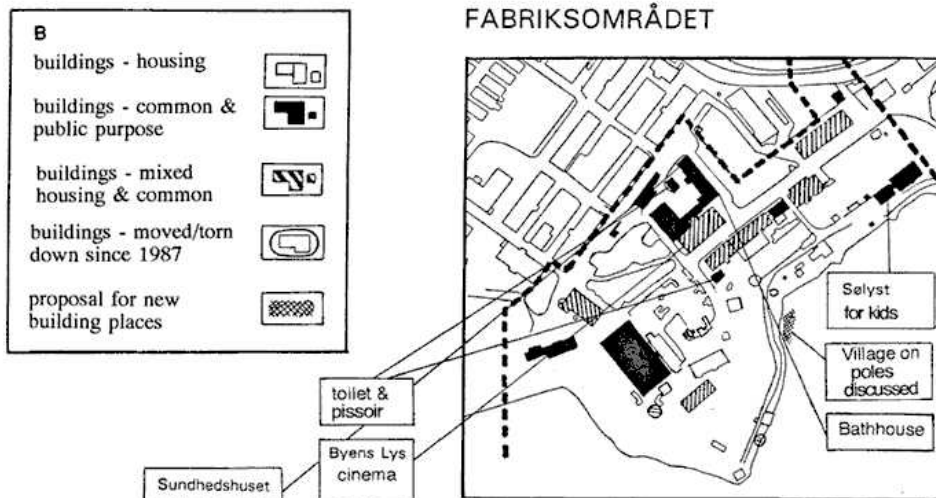 B
buildings - housing
buildings - common &
public purpose
buildings - mixed
housing & common
buildings - moved/torn
down since 1987
proposal for new
building places
FABRIKSOMRÅDET
Sølyst
for kids
Village on
poles
discussed
Bathhouse
toilet &
pissoir
Byens Lys
cinema
Sundhedshuset